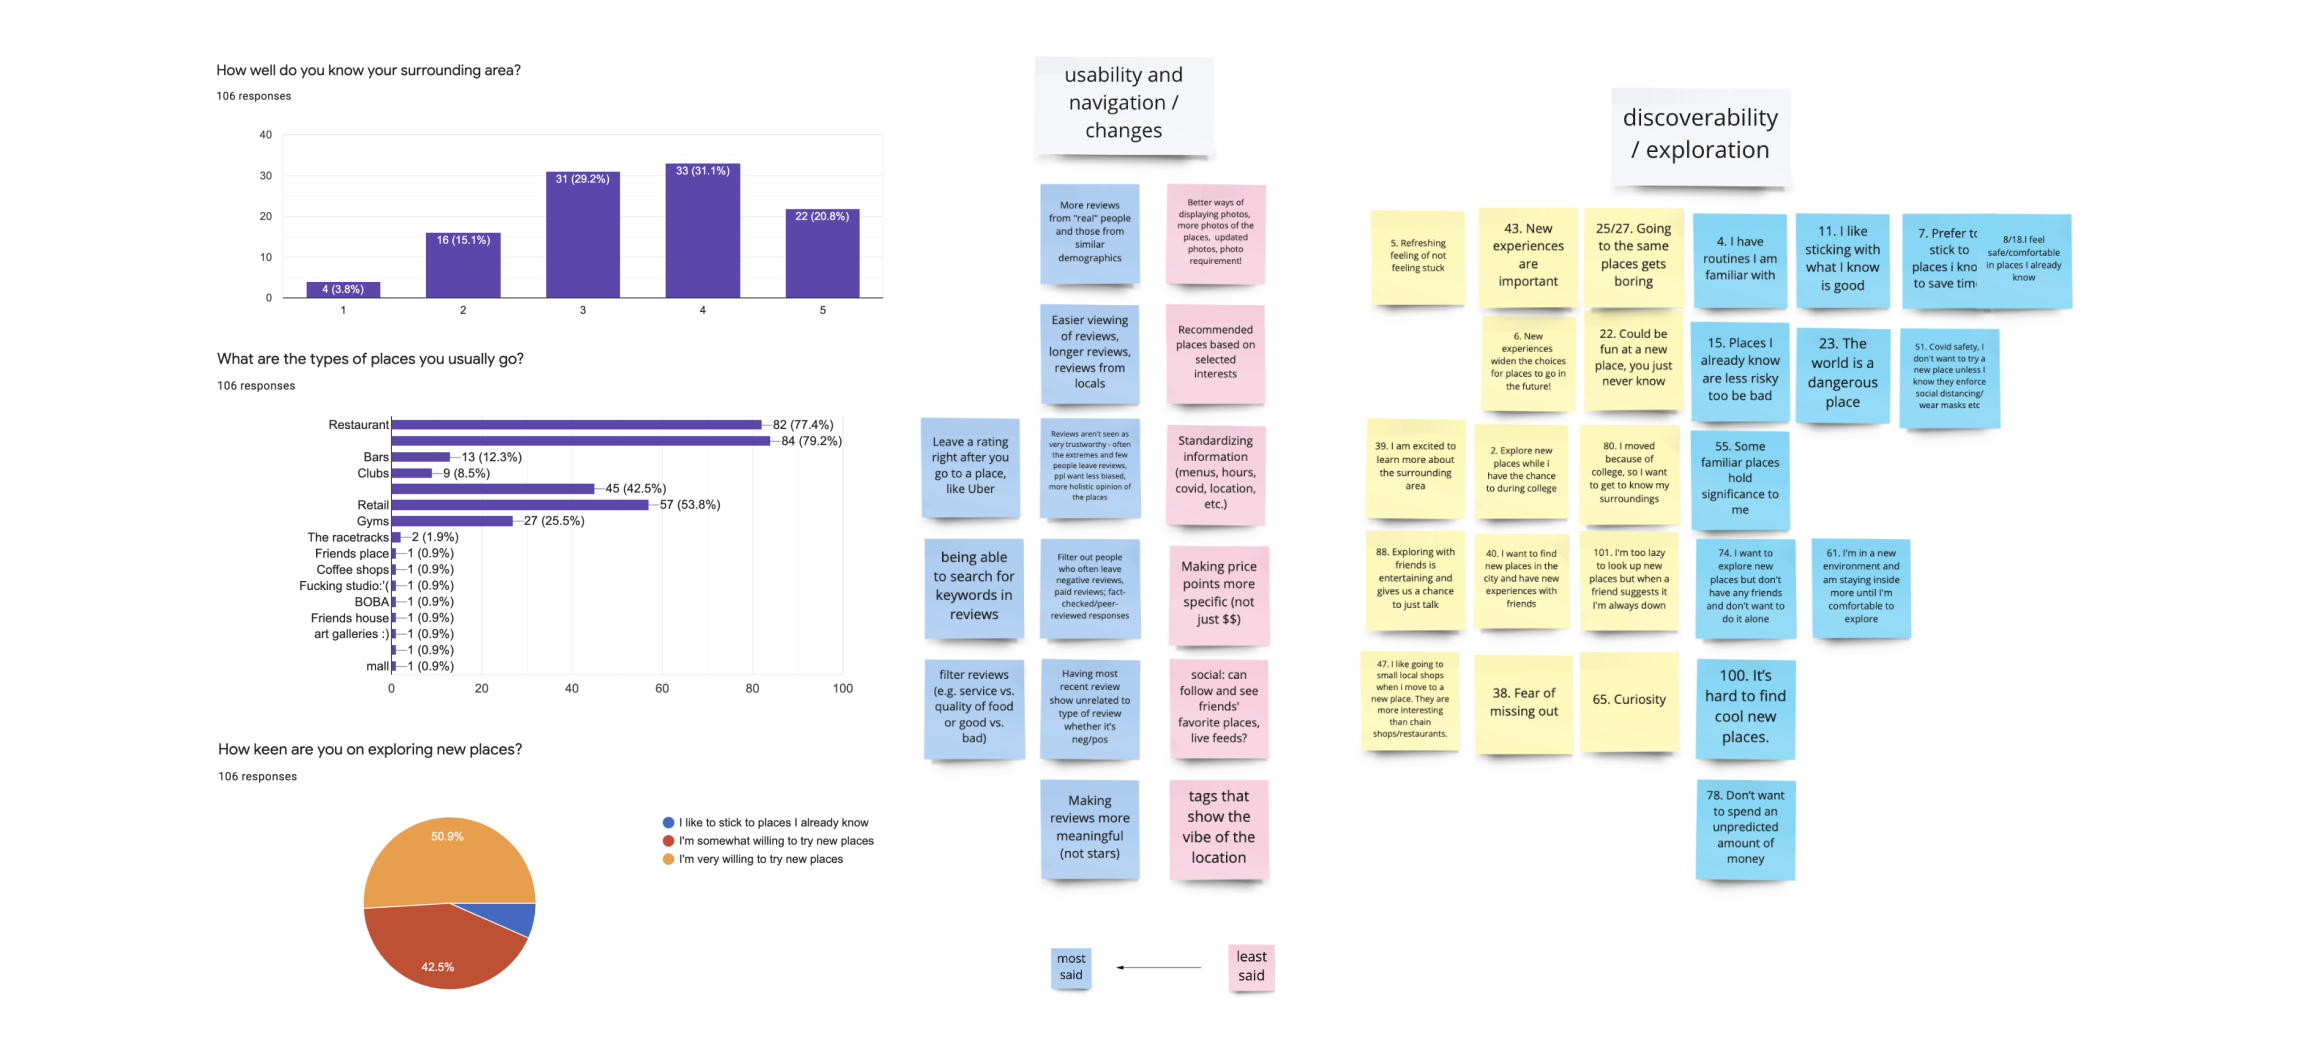 How well do you know your surrounding area?
106 responses
40
30
20
10
0
4 (3.8%)
16 (15.1%)
31 (29.2%)
33 (31.1%)
22 (20.8%)
1
2
3
4
5
What are the types of places you usually go?
106 responses
Restaurant
82 (77.4%)
84 (79.2%)
Bars
13 (12.3%)
Clubs
9 (8.5%)
45 (42.5%)
Retail
57 (53.8%)
Gyms
27 (25.5%)
The racetracks
2 (1.9%)
Friends place
1 (0.9%)
Coffee shops
1 (0.9%)
Fucking studio:'(
1 (0.9%)
BOBA
1 (0.9%)
Friends house
1 (0.9%)
art galleries :)
1 (0.9%)
1 (0.9%)
mall
1 (0.9%)
0
20
40
60
80
100
How keen are you on exploring new places?
106 responses
50.9%
42.5%
I like to stick to places I already know
I'm somewhat willing to try new places
I'm very willing to try new places
usability and
navigation /
changes
More reviews
from "real" people
and those from
similar
demographics
Better ways of
displaying photos,
more photos of the
places, updated
photos, photo
requirement!
Easier viewing
of reviews,
longer reviews,
reviews from
locals
Recommended
places based on
selected
interests
Leave a rating
right after you
go to a place,
like Uber
Reviews aren't seen as
very trustworthy - often
the extremes and few
people leave reviews,
ppl want less biased,
more holistic opinion of
the places
Standardizing
information
(menus, hours,
covid, location,
etc.)
being able
to search for
keywords in
reviews
Filter out people
who often leave
negative reviews,
paid reviews; fact-
checked/peer-
reviewed responses
Making price
points more
specific (not
just $$)
filter reviews
(e.g. service vs.
quality of food
or good vs.
bad)
Having most
recent review
show unrelated to
type of review
whether it's
neg/pos
social: can
follow and see
friends'
favorite places,
live feeds?
Making
reviews more
meaningful
(not stars)
tags that
show the
vibe of the
location
most
said
least
said
discoverability
/ exploration
5. Refreshing
feeling of not
feeling stuck
43. New
experiences
are
important
25/27. Going
to the same
places gets
boring
4. I have
routines I am
familiar with
11. I like
sticking with
what I know
is good
7. Prefer to
stick to
places i kno
to save tim
8/18.I feel
safe/comfortable
in places I already
know
6. New
experiences
widen the choices
for places to go in
the future!
22. Could be
fun at a new
place, you just
never know
15. Places I
already know
are less risky
too be bad
23. The
world is a
dangerous
place
51. Covid safety, I
don't want to try a
new place unless I
know they enforce
social distancing/
wear masks etc
39. I am excited to
learn more about
the surrounding
area
2. Explore new
places while i
have the chance
to during college
80. I moved
because of
college, so I want
to get to know my
surroundings
55. Some
familiar places
hold
significance to
me
88. Exploring with
friends is
entertaining and
gives us a chance
to just talk
40. I want to find
new places in the
city and have new
experiences with
friends
101. I'm too lazy
to look up new
places but when a
friend suggests it
I'm always down
74. I want to
explore new
places but don't
have any friends
and don't want to
do it alone
61. I'm in a new
environment and
am staying inside
more until I'm
comfortable to
explore
47. I like going to
small local shops
when i move to a
new place. They are
more interesting
than chain
shops/restaurants.
38. Fear of
missing out
65. Curiosity
100. It's
hard to find
cool new
places.
78. Don't want
to spend an
unpredicted
amount of
money